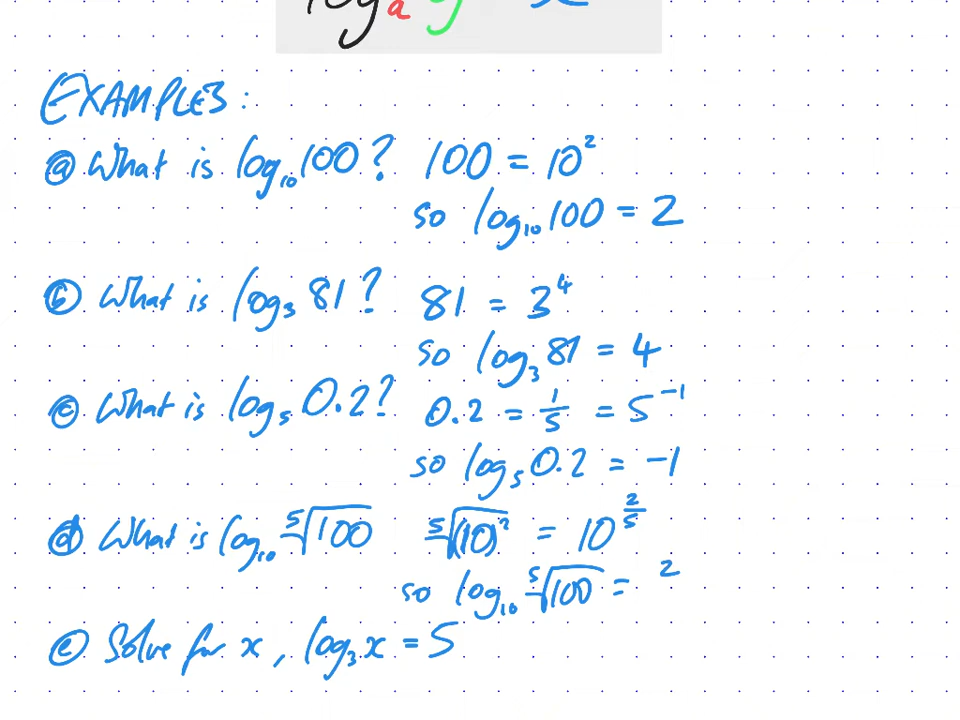 log_a y = x
EXAMPLES:
ⓐ What is log₁₀100? 100 = 10²
so log₁₀100 = 2
ⓑ What is log₃81? 81 = 3⁴
so log₃81 = 4
ⓒ What is log₅0.2? 0.2 = 1/5 = 5⁻¹
so log₅0.2 = -1
ⓓ What is log₁₀ ⁵√100 ⁵√(10)² = 10^(2/5)
so log₁₀ ⁵√100 = 2
ⓔ Solve for x, log₃x = 5